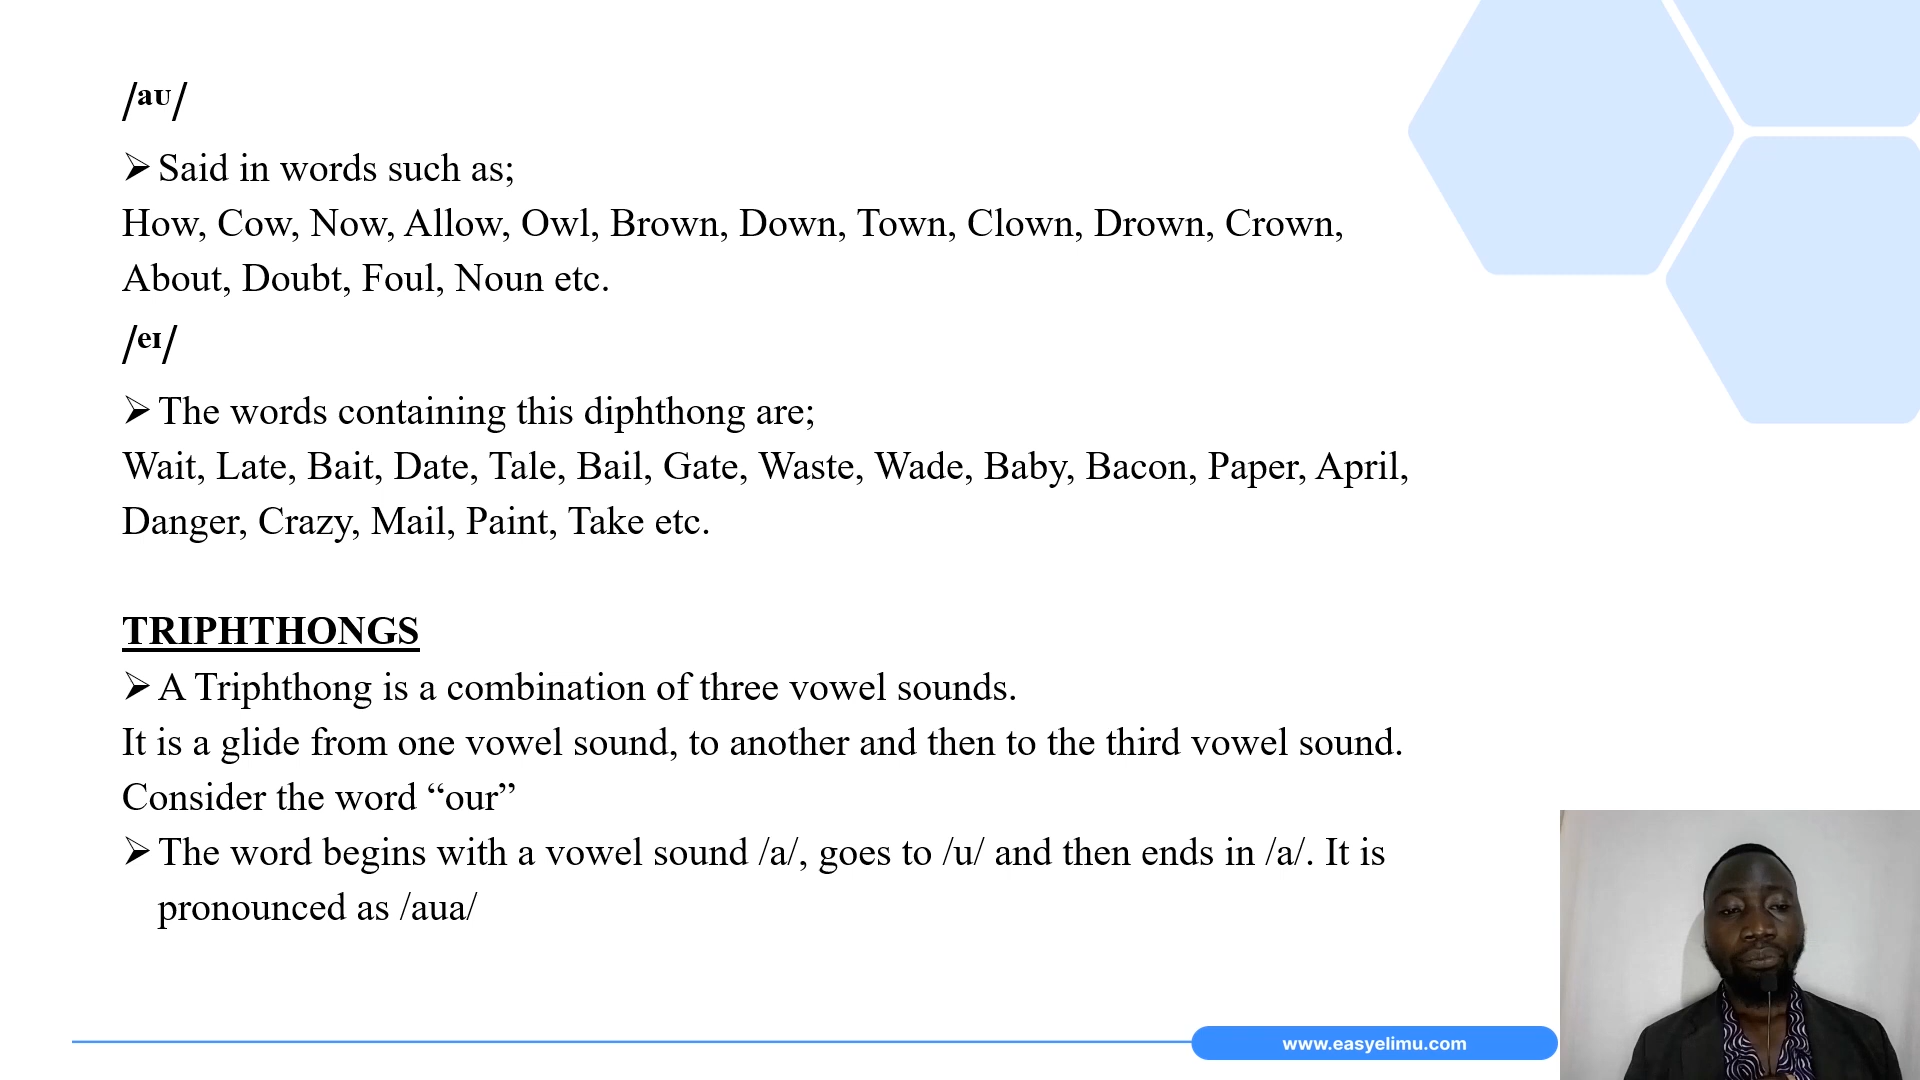 /aʊ/
➢ Said in words such as;
How, Cow, Now, Allow, Owl, Brown, Down, Town, Clown, Drown, Crown,
About, Doubt, Foul, Noun etc.
/eɪ/
➢ The words containing this diphthong are;
Wait, Late, Bait, Date, Tale, Bail, Gate, Waste, Wade, Baby, Bacon, Paper, April,
Danger, Crazy, Mail, Paint, Take etc.
TRIPHTHONGS
➢ A Triphthong is a combination of three vowel sounds.
It is a glide from one vowel sound, to another and then to the third vowel sound.
Consider the word “our”
➢ The word begins with a vowel sound /a/, goes to /u/ and then ends in /a/. It is
pronounced as /aua/
www.easyelimu.com